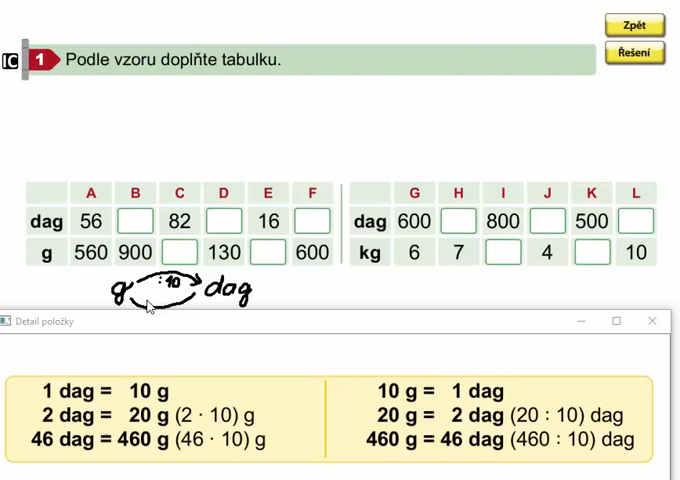 Zpět
IC 1 Podle vzoru doplňte tabulku.
Řešení
A B C D E F
dag 56 82 16
g 560 900 130 600
G H I J K L
dag 600 800 500
kg 6 7 4 10
g : 10 dag
Detail položky
1 dag = 10 g
2 dag = 20 g (2 · 10) g
46 dag = 460 g (46 · 10) g
10 g = 1 dag
20 g = 2 dag (20 : 10) dag
460 g = 46 dag (460 : 10) dag